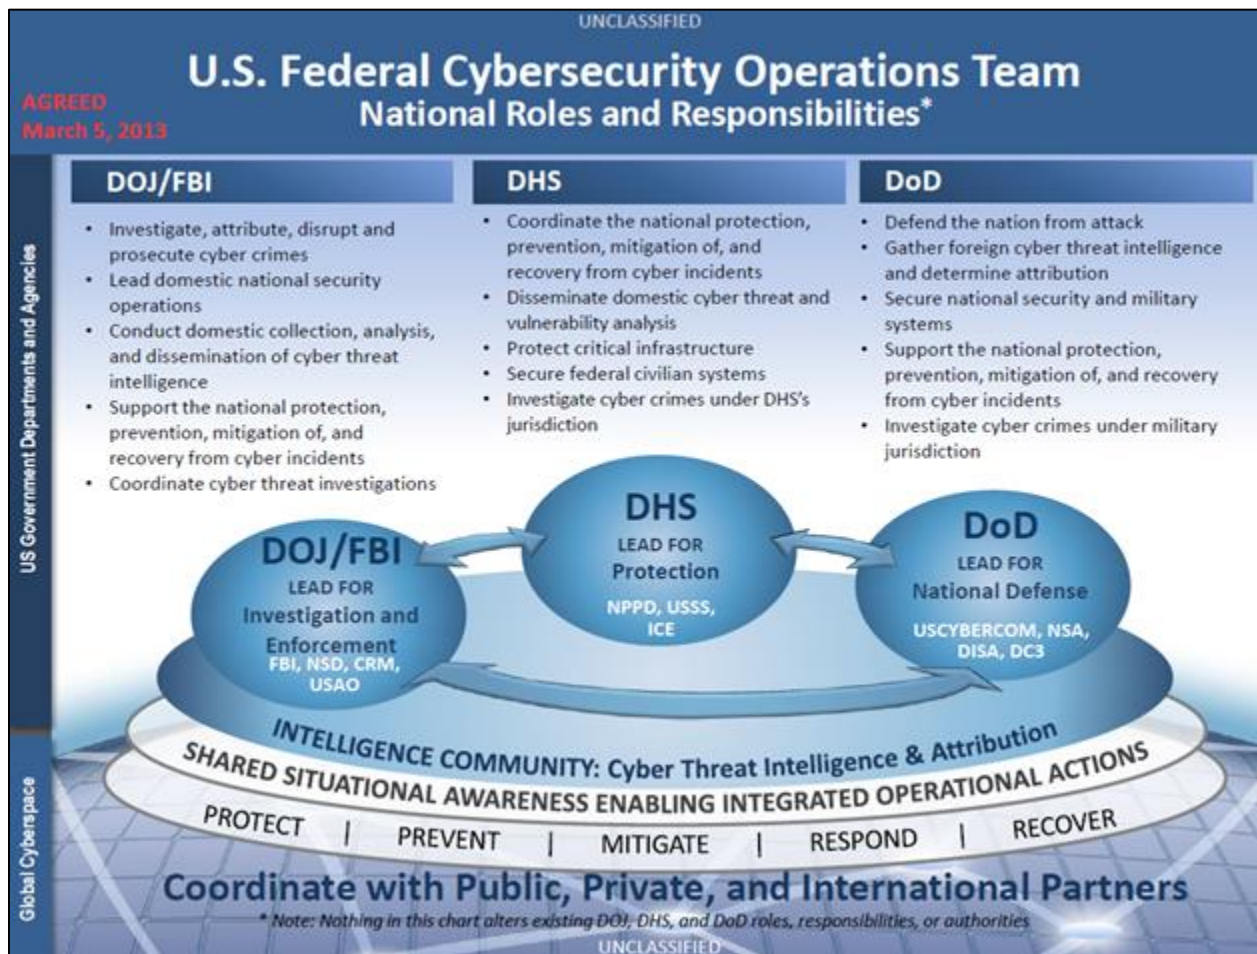 UNCLASSIFIED
U.S. Federal Cybersecurity Operations Team
National Roles and Responsibilities*
AGREED
March 5, 2013
US Government Departments and Agencies
Global Cyberspace
DOJ/FBI
• Investigate, attribute, disrupt and
prosecute cyber crimes
• Lead domestic national security
operations
• Conduct domestic collection, analysis,
and dissemination of cyber threat
intelligence
• Support the national protection,
prevention, mitigation of, and
recovery from cyber incidents
• Coordinate cyber threat investigations
DHS
• Coordinate the national protection,
prevention, mitigation of, and
recovery from cyber incidents
• Disseminate domestic cyber threat and
vulnerability analysis
• Protect critical infrastructure
• Secure federal civilian systems
• Investigate cyber crimes under DHS's
jurisdiction
DoD
• Defend the nation from attack
• Gather foreign cyber threat intelligence
and determine attribution
• Secure national security and military
systems
• Support the national protection,
prevention, mitigation of, and recovery
from cyber incidents
• Investigate cyber crimes under military
jurisdiction
DOJ/FBI
LEAD FOR
Investigation and
Enforcement
FBI, NSD, CRM,
USAO
DHS
LEAD FOR
Protection
NPPD, USSS,
ICE
DoD
LEAD FOR
National Defense
USCYBERCOM, NSA,
DISA, DC3
INTELLIGENCE COMMUNITY: Cyber Threat Intelligence & Attribution
SHARED SITUATIONAL AWARENESS ENABLING INTEGRATED OPERATIONAL ACTIONS
PROTECT | PREVENT | MITIGATE | RESPOND | RECOVER
Coordinate with Public, Private, and International Partners
* Note: Nothing in this chart alters existing DOJ, DHS, and DoD roles, responsibilities, or authorities
UNCLASSIFIED